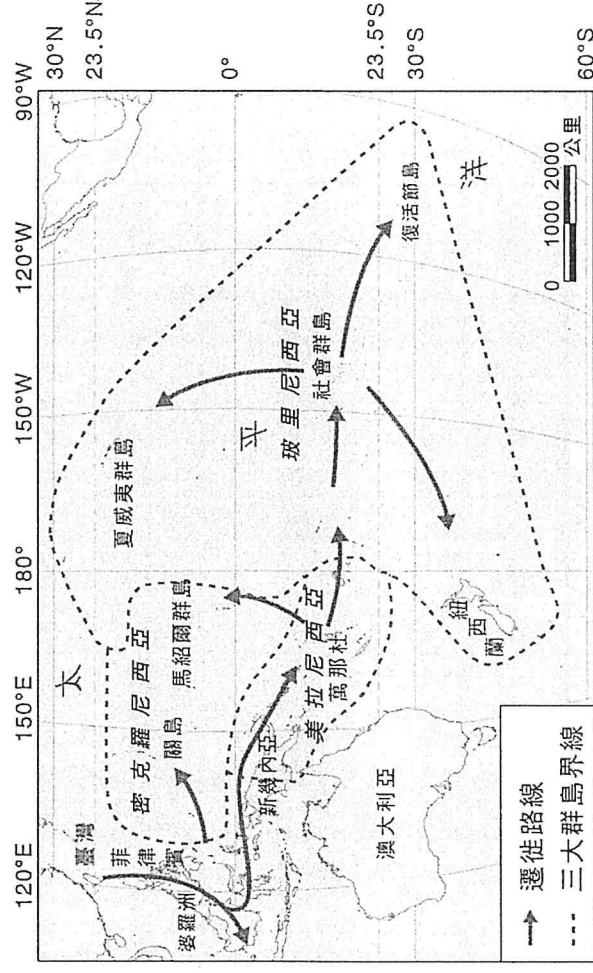 120°E
150°E
180°
150°W
120°W
90°W
30°N
23.5°N
0°
23.5°S
30°S
60°S
太
平
洋
臺灣
菲律賓
婆羅洲
密克羅尼西亞
關島
馬紹爾群島
夏威夷群島
新幾內亞
美拉尼西亞
萬那杜
玻里尼西亞
社會群島
復活節島
澳大利亞
紐西蘭
遷徙路線
三大群島界線
0 1000 2000
公里